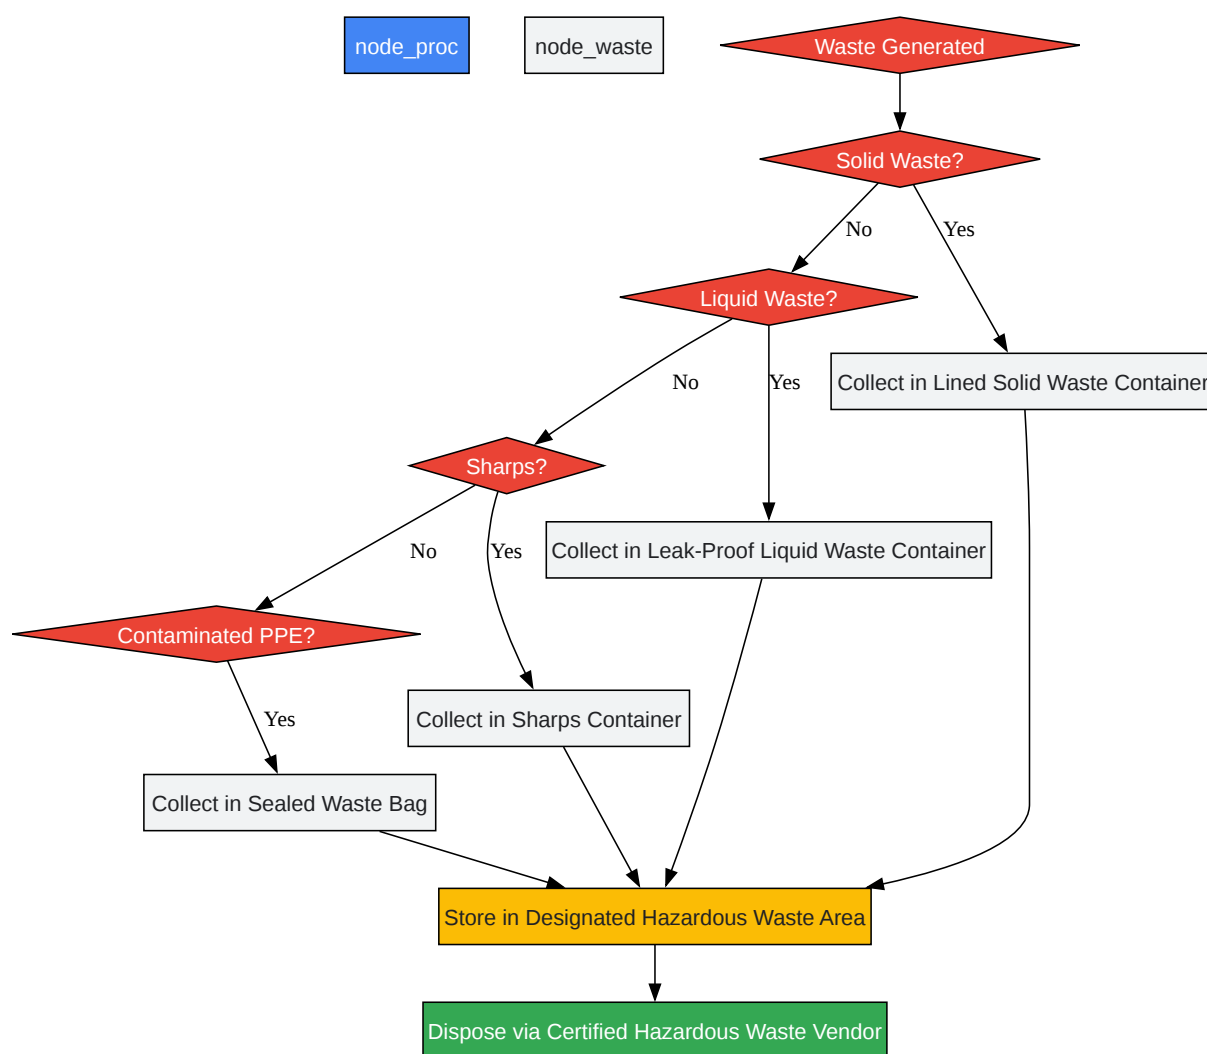 node_proc
node_waste
Waste Generated
Solid Waste?
No
Yes
Liquid Waste?
No
Yes
Collect in Lined Solid Waste Container
Sharps?
No
Yes
Collect in Leak-Proof Liquid Waste Container
Contaminated PPE?
Yes
Collect in Sharps Container
Collect in Sealed Waste Bag
Store in Designated Hazardous Waste Area
Dispose via Certified Hazardous Waste Vendor